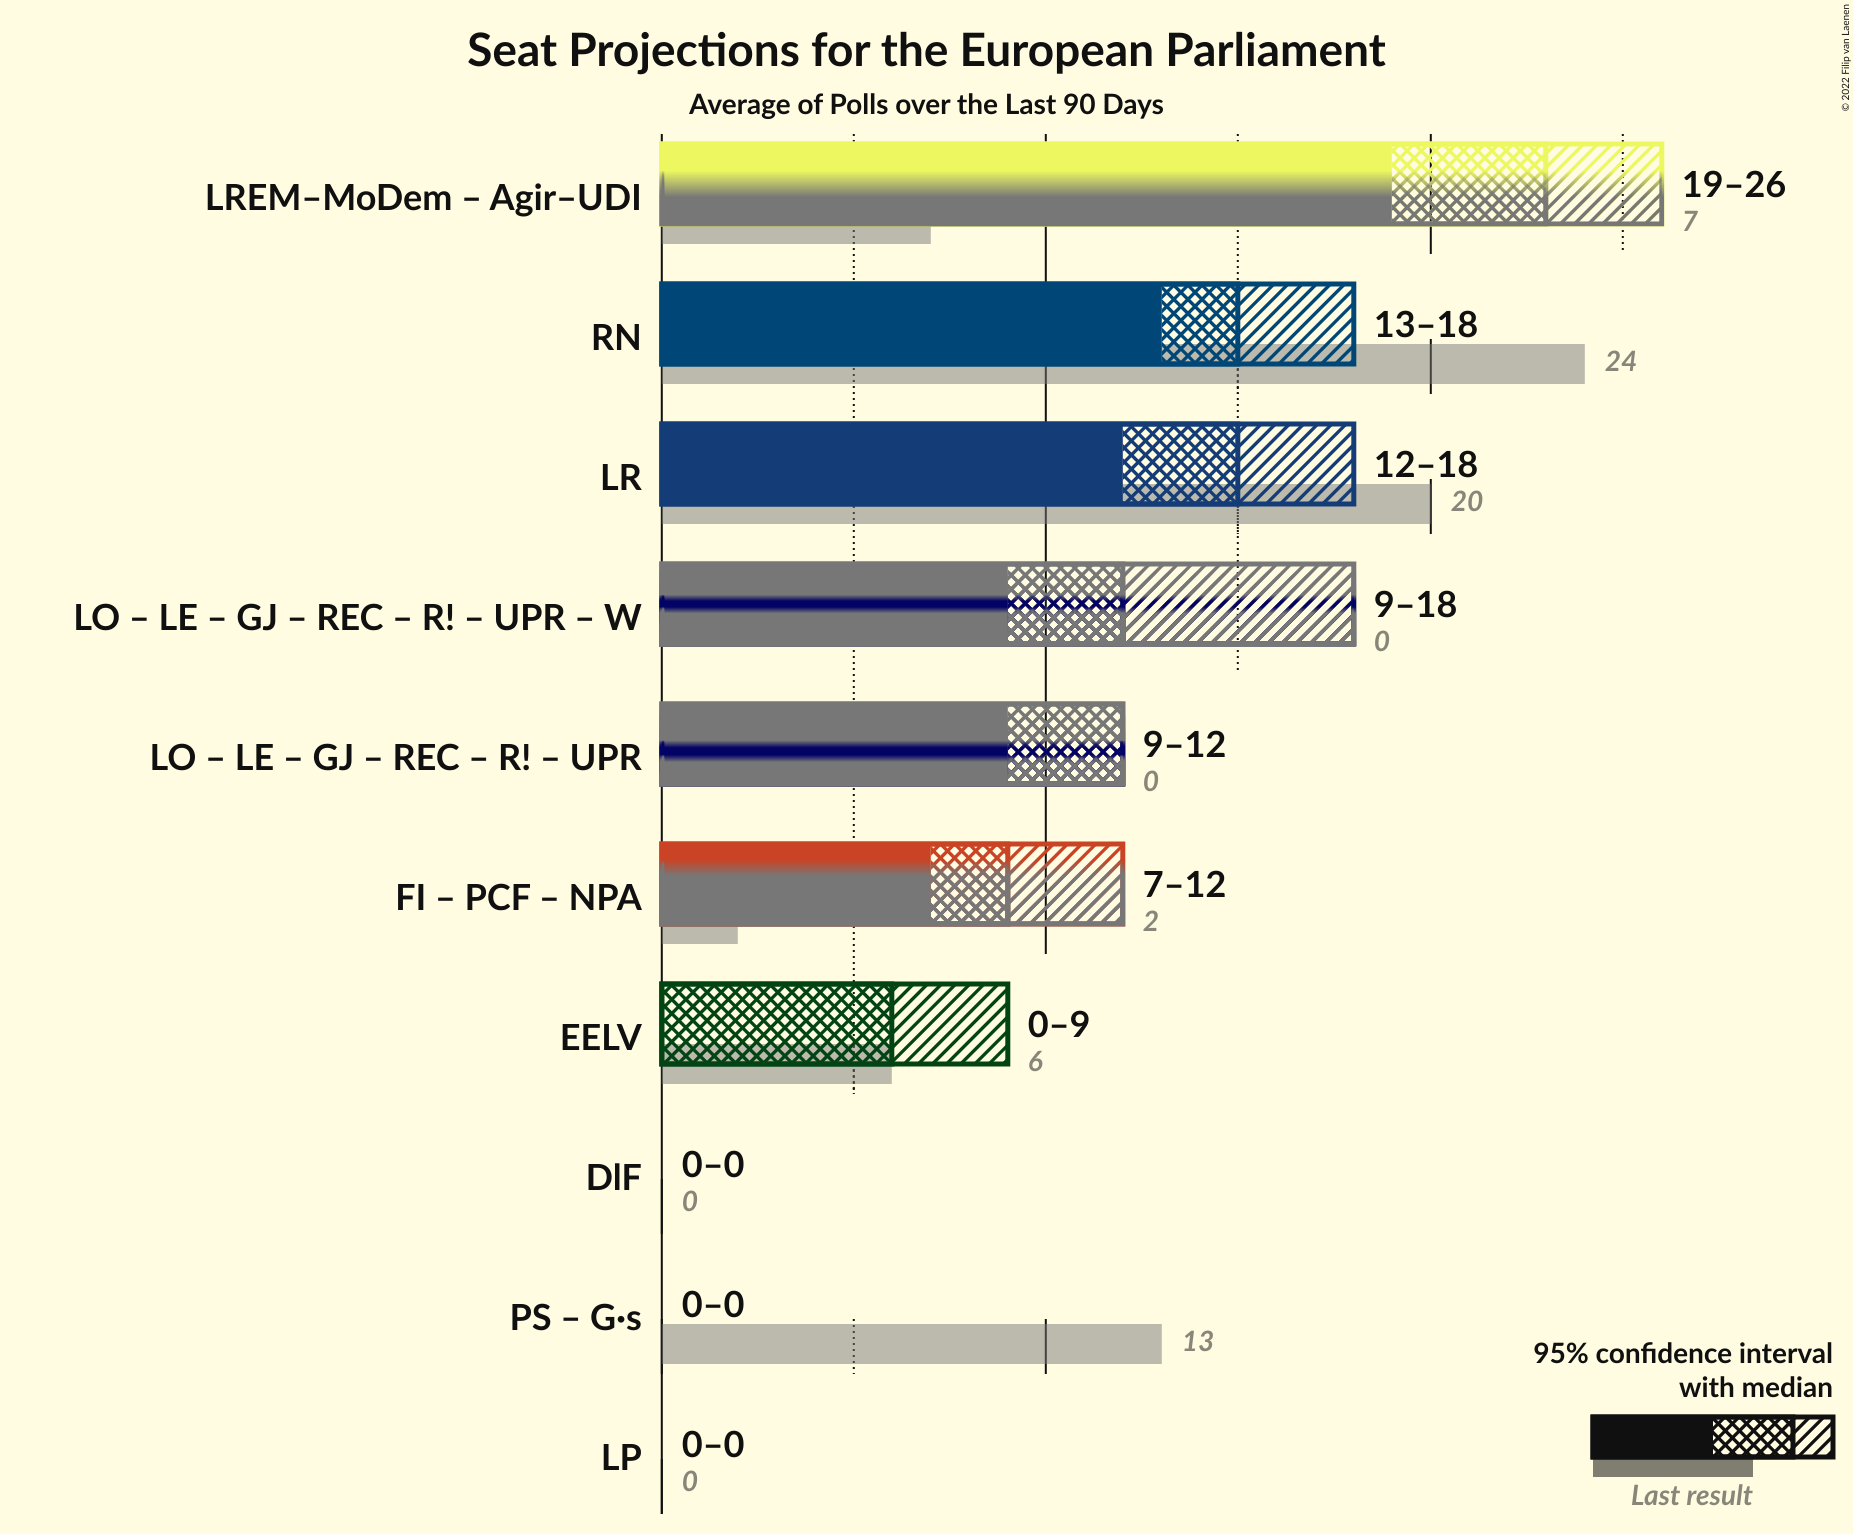 Seat Projections for the European Parliament
Average of Polls over the Last 90 Days
© 2022 Filip van Laenen
LREM–MoDem – Agir–UDI
19–26
7
RN
13–18
24
LR
12–18
20
LO – LE – GJ – REC – R! – UPR – W
9–18
0
LO – LE – GJ – REC – R! – UPR
9–12
0
FI – PCF – NPA
7–12
2
EELV
0–9
6
DlF
0–0
0
PS – G·s
0–0
13
LP
0–0
0
95% confidence interval
with median
Last result